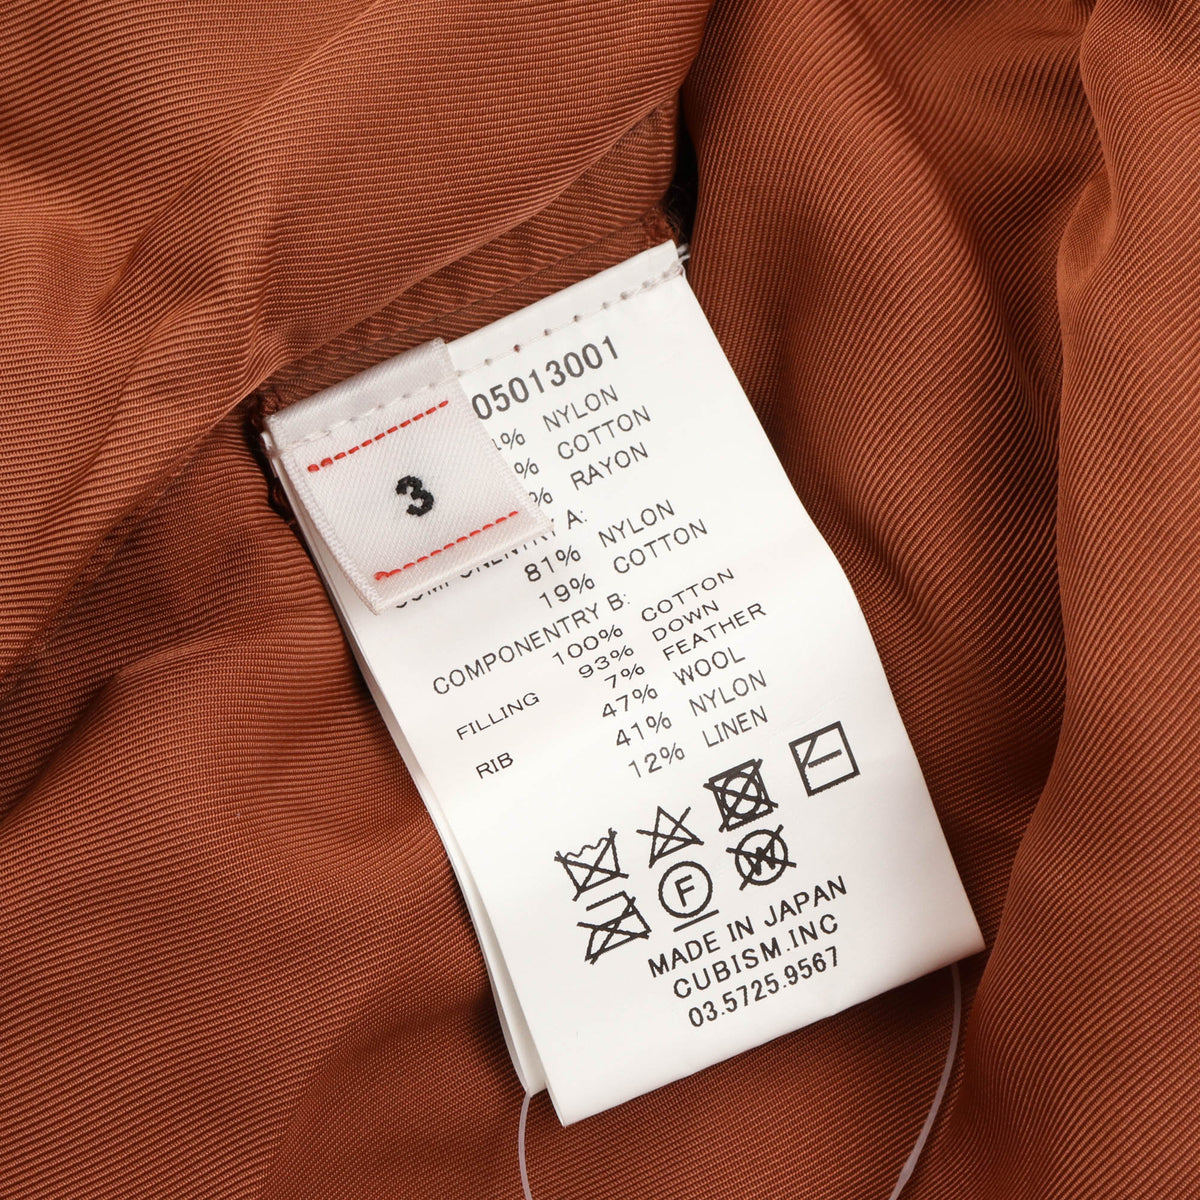 3
05013001
% NYLON
% COTTON
% RAYON
A:
81% NYLON
19% COTTON
COMPONENTRY B:
100% COTTON
FILLING 93% DOWN
7% FEATHER
RIB 47% WOOL
41% NYLON
12% LINEN
F
W
MADE IN JAPAN
CUBISM.INC
03.5725.9567